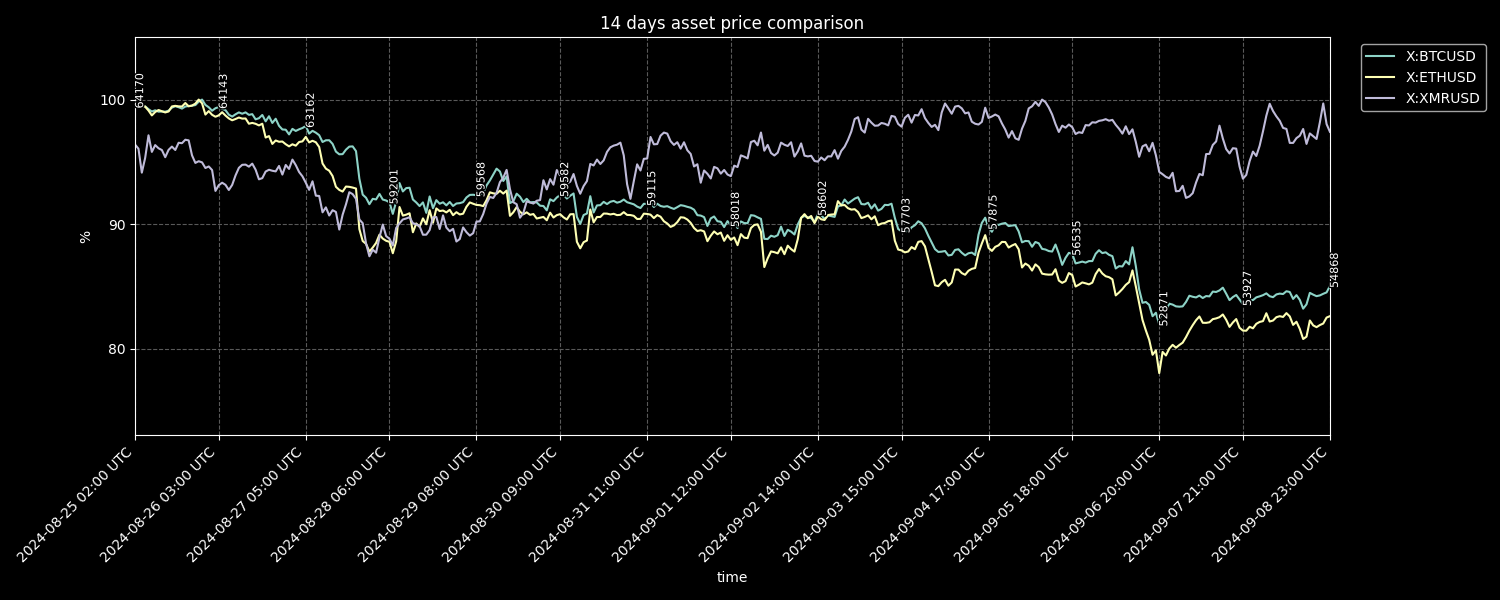 14 days asset price comparison
X:BTCUSD
X:ETHUSD
X:XMRUSD
100
90
80
%
64170
64143
63162
59201
59568
59582
59115
58018
58602
57703
57875
56535
52871
53927
54868
2024-08-25 02:00 UTC
2024-08-26 03:00 UTC
2024-08-27 05:00 UTC
2024-08-28 06:00 UTC
2024-08-29 08:00 UTC
2024-08-30 09:00 UTC
2024-08-31 11:00 UTC
2024-09-01 12:00 UTC
2024-09-02 14:00 UTC
2024-09-03 15:00 UTC
2024-09-04 17:00 UTC
2024-09-05 18:00 UTC
2024-09-06 20:00 UTC
2024-09-07 21:00 UTC
2024-09-08 23:00 UTC
time